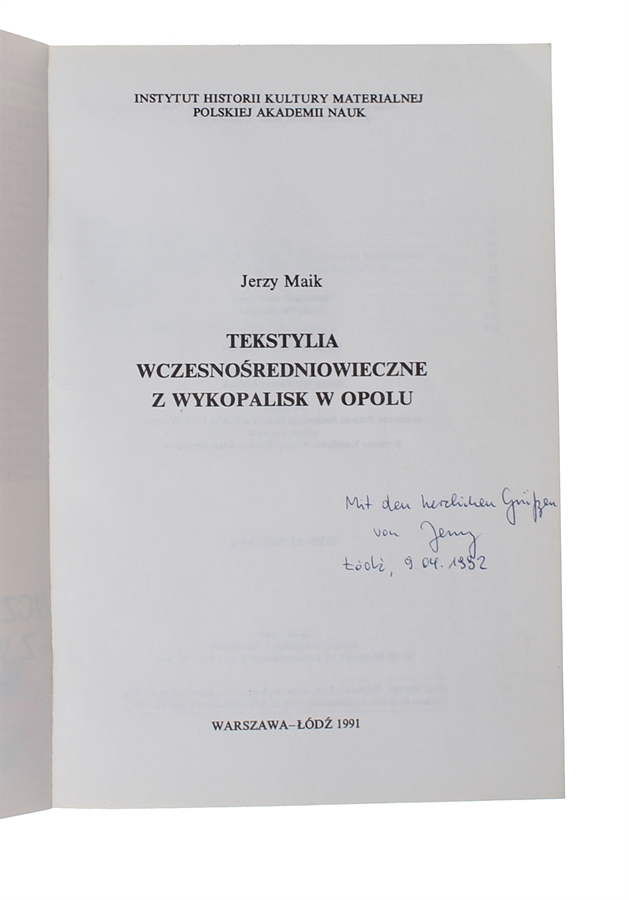 INSTYTUT HISTORII KULTURY MATERIALNEJ
POLSKIEJ AKADEMII NAUK
Jerzy Maik
TEKSTYLIA
WCZESNOŚREDNIOWIECZNE
Z WYKOPALISK W OPOLU
Mit den herzlichen Grüßen
von Jerzy
Łódź, 9.04.1992
WARSZAWA–ŁÓDŹ 1991